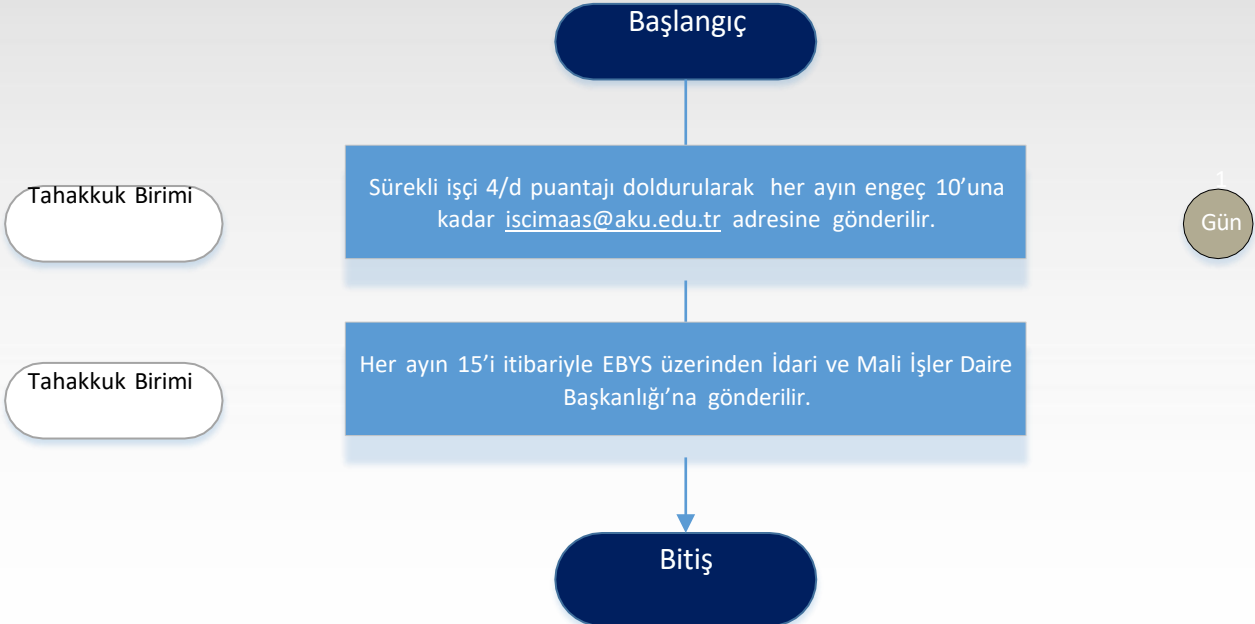 Başlangıç
Tahakkuk Birimi
Sürekli işçi 4/d puantajı doldurularak her ayın engeç 10’una
kadar iscimaas@aku.edu.tr adresine gönderilir.
1
Gün
Tahakkuk Birimi
Her ayın 15’i itibariyle EBYS üzerinden İdari ve Mali İşler Daire
Başkanlığı’na gönderilir.
Bitiş